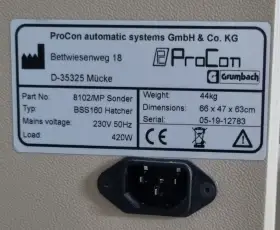 ProCon automatic systems GmbH & Co. KG
Bettwiesenweg 18
D-35325 Mücke
ProCon
Grumbach
Part No. 8102/MP Sonder
Typ: BSS160 Hatcher
Mains voltage: 230V 50Hz
Load 420W
Weight: 44kg
Dimensions: 66 x 47 x 63cm
Serial: 05-19-12783
CE